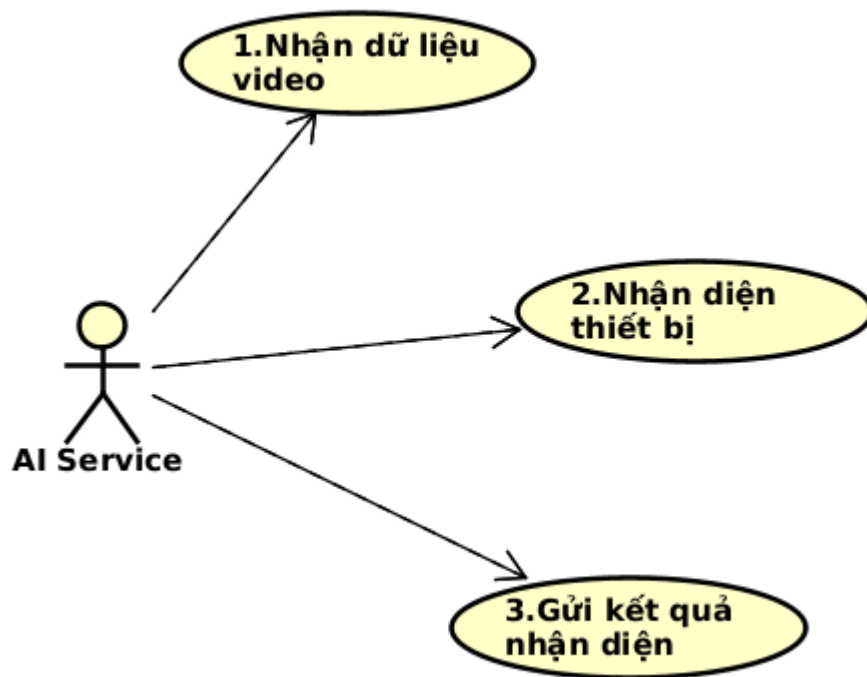 1.Nhận dữ liệu
video
2.Nhận diện
thiết bị
AI Service
3.Gửi kết quả
nhận diện